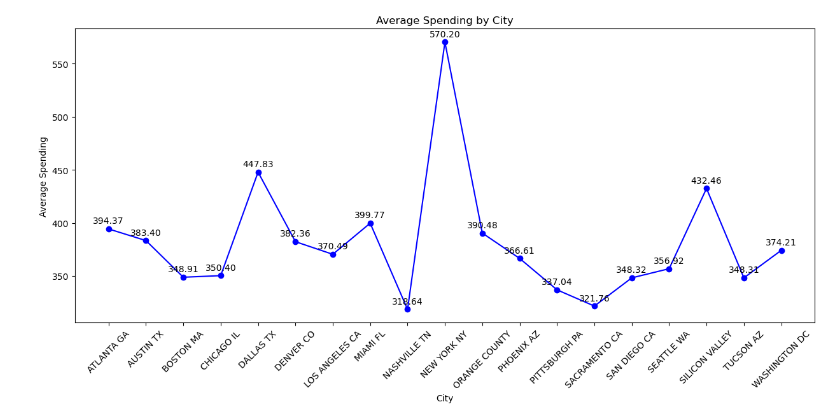 Average Spending by City
Average Spending
550
500
450
400
350
394.37
383.40
348.91
350.40
447.83
382.36
370.49
399.77
318.64
570.20
390.48
366.61
337.04
321.76
348.32
356.92
432.46
348.31
374.21
ATLANTA GA
AUSTIN TX
BOSTON MA
CHICAGO IL
DALLAS TX
DENVER CO
LOS ANGELES CA
MIAMI FL
NASHVILLE TN
NEW YORK NY
ORANGE COUNTY
PHOENIX AZ
PITTSBURGH PA
SACRAMENTO CA
SAN DIEGO CA
SEATTLE WA
SILICON VALLEY
TUCSON AZ
WASHINGTON DC
City